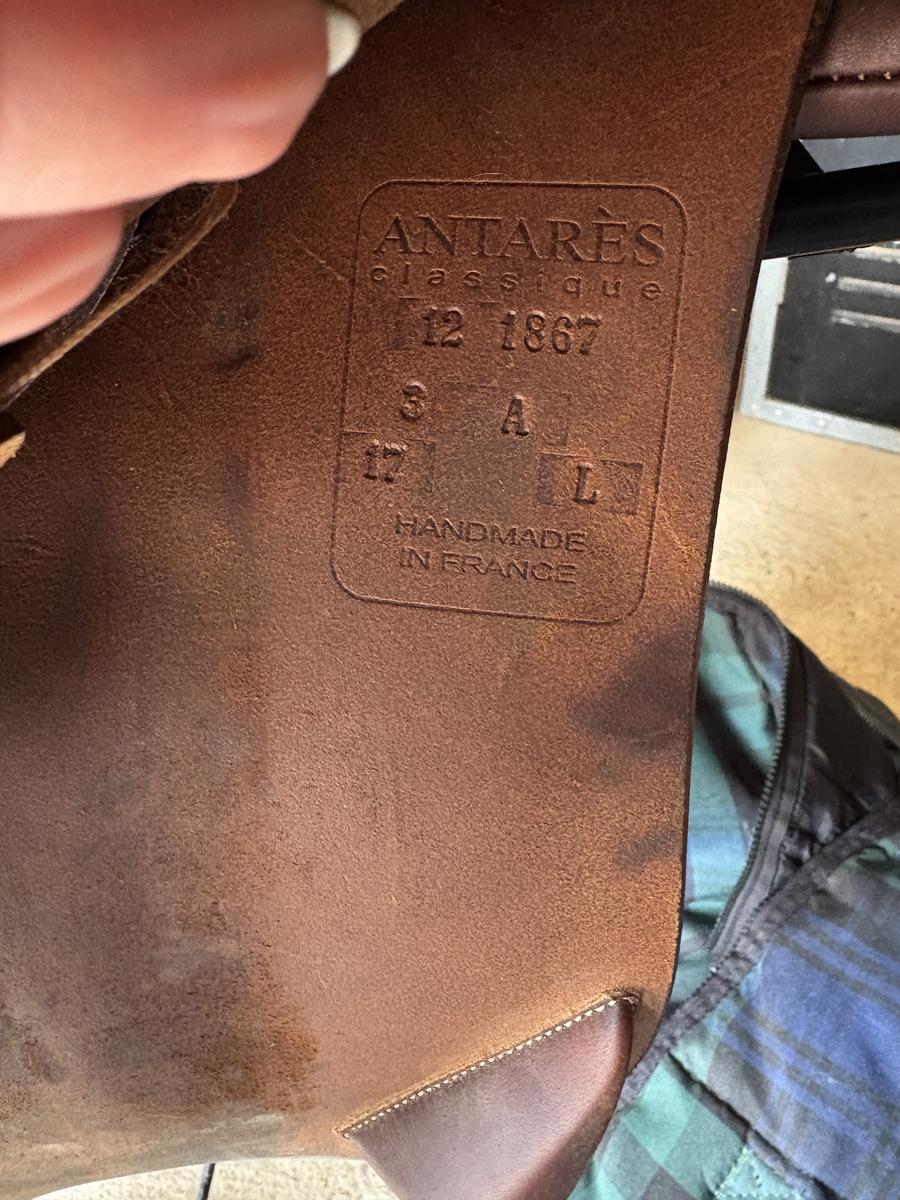 ANTARÈS
classique
12 1867
3 A
17 L
HANDMADE
IN FRANCE